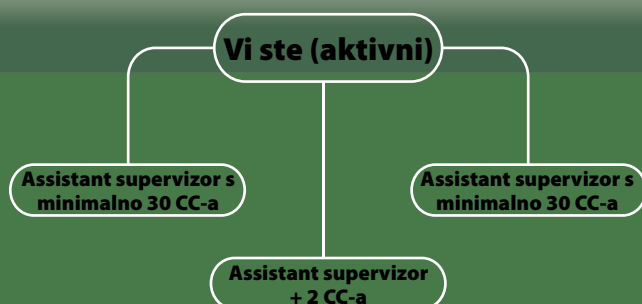 Vi ste (aktivni)
Assistant supervizor s
minimalno 30 CC-a
Assistant supervizor s
minimalno 30 CC-a
Assistant supervizor
+ 2 CC-a